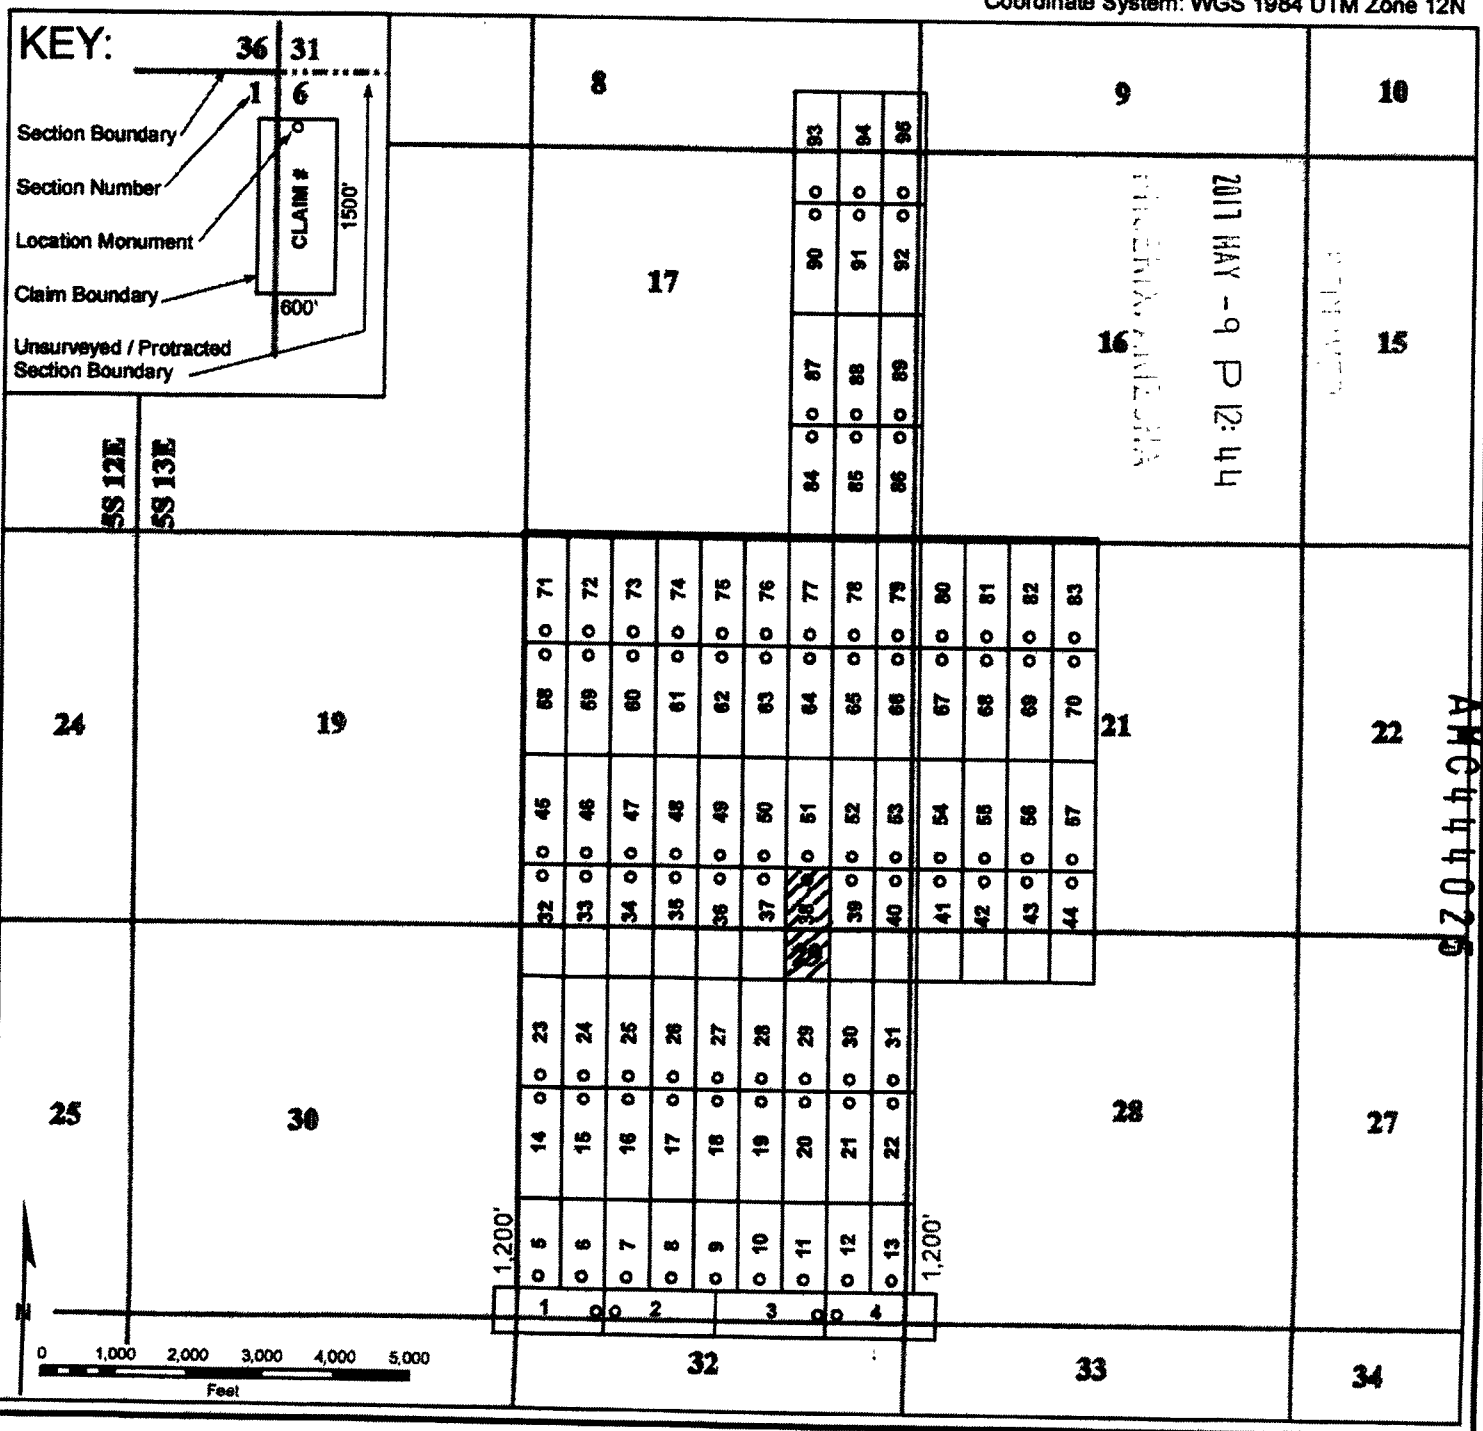 Coordinate System: WGS 1984 UTM Zone 12N
KEY:
36 31
1 6
Section Boundary
Section Number
Location Monument
Claim Boundary
Unsurveyed / Protracted
Section Boundary
CLAIM #
1500'
600'
8 9 10
93 94 95
17 16 15
90 91 92
87 88 89
84 85 86
2017 MAY -9 P 12: 44
5S 12E
5S 13E
71 72 73 74 75 76 77 78 79 80 81 82 83
58 59 60 61 62 63 64 65 66 67 68 69 70
24 19 21 22
45 46 47 48 49 50 51 52 53 54 55 56 57
32 33 34 35 36 37 38 39 40 41 42 43 44
29
AMC44025
23 24 25 26 27 28 29 30 31
25 30 28 27
14 15 16 17 18 19 20 21 22
1,200' 5 6 7 8 9 10 11 12 13 1,200'
1 2 3 4
N
0 1,000 2,000 3,000 4,000 5,000
Feet
32 33 34